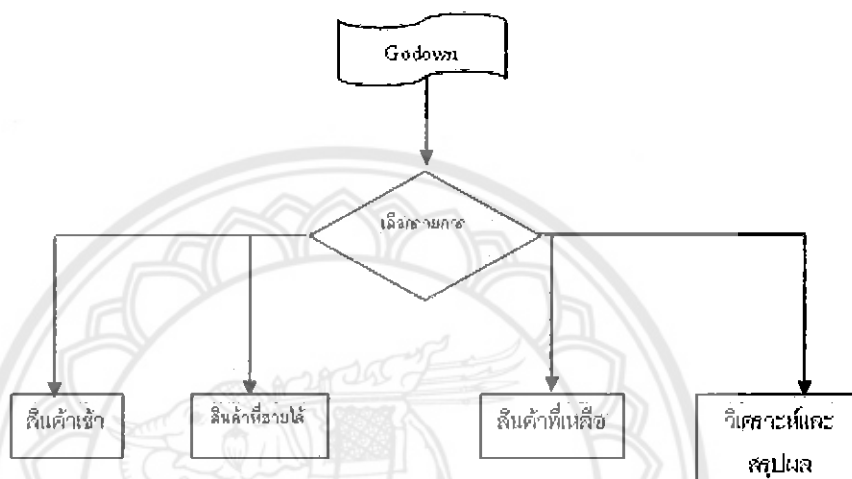 Godown
เลือกรายการ
สินค้าเข้า
สินค้าที่ขายได้
สินค้าที่เหลือ
วิเคราะห์และ
สรุปผล